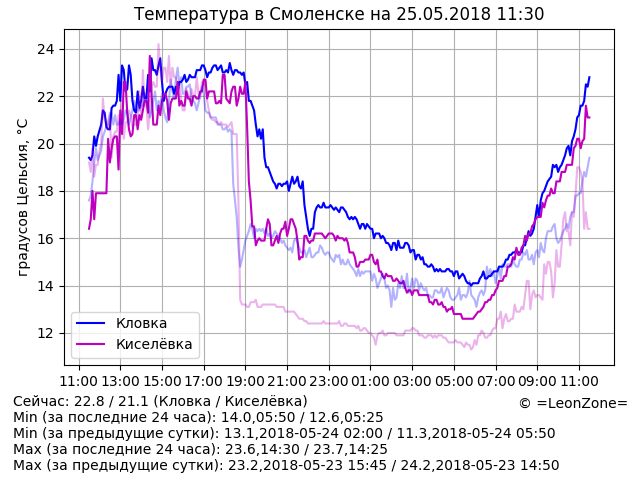 Температура в Смоленске на 25.05.2018 11:30
градусов Цельсия, °C
24
22
20
18
16
14
12
Кловка
Киселёвка
11:00 13:00 15:00 17:00 19:00 21:00 23:00 01:00 03:00 05:00 07:00 09:00 11:00
Сейчас: 22.8 / 21.1 (Кловка / Киселёвка)
© =LeonZone=
Min (за последние 24 часа): 14.0,05:50 / 12.6,05:25
Min (за предыдущие сутки): 13.1,2018-05-24 02:00 / 11.3,2018-05-24 05:50
Max (за последние 24 часа): 23.6,14:30 / 23.7,14:25
Max (за предыдущие сутки): 23.2,2018-05-23 15:45 / 24.2,2018-05-23 14:50